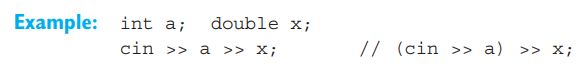 Example: int a; double x;
cin >> a >> x; // (cin >> a) >> x;